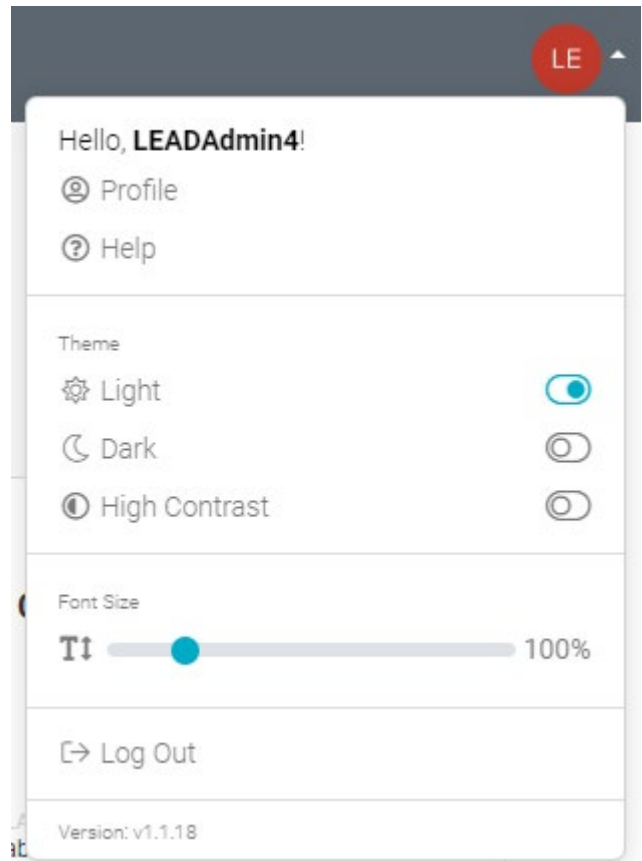 LE
Hello, LEADAdmin4!
Profile
Help
Theme
Light
Dark
High Contrast
Font Size
100%
Log Out
Version: v1.1.18